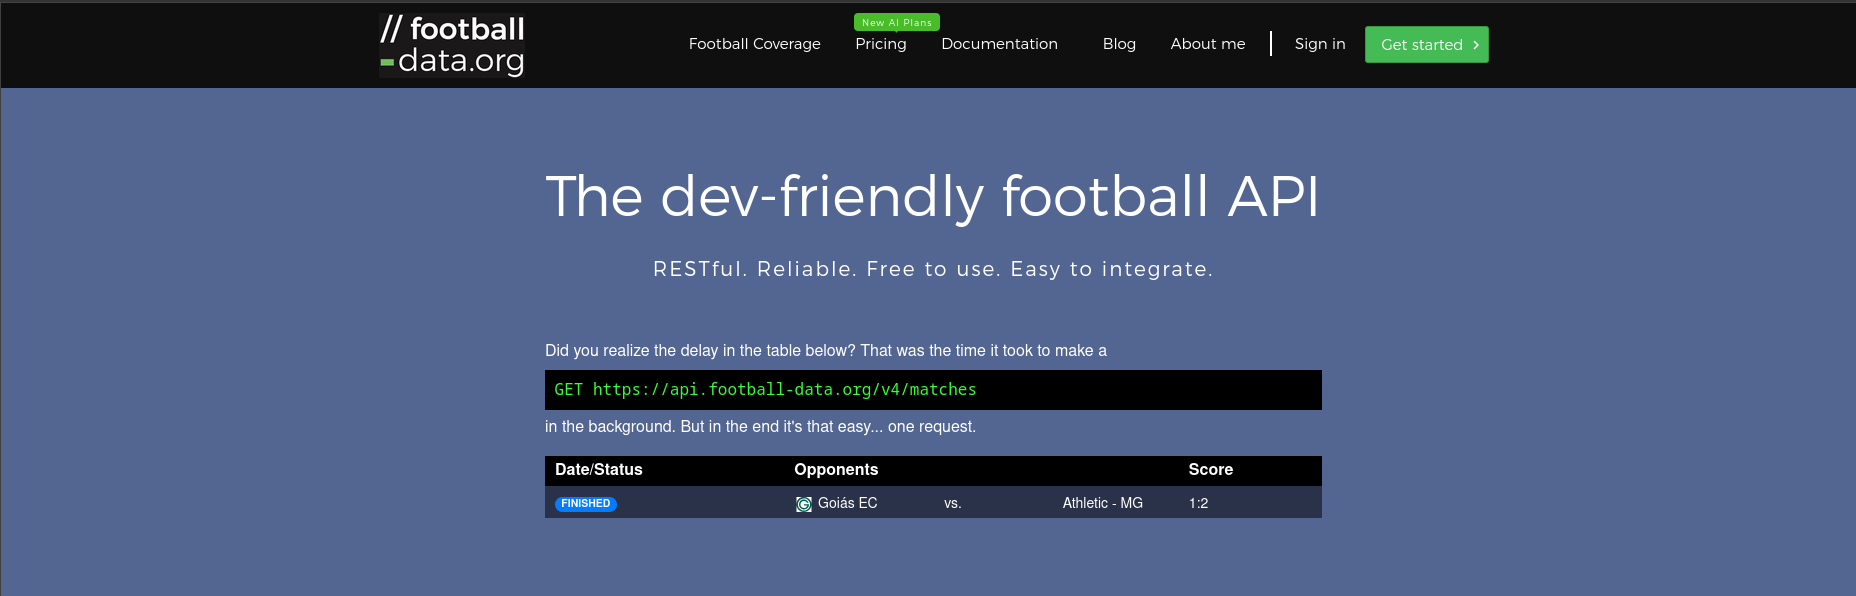 // football
-data.org
New AI Plans
Football Coverage Pricing Documentation Blog About me Sign in Get started
The dev-friendly football API
RESTful. Reliable. Free to use. Easy to integrate.
Did you realize the delay in the table below? That was the time it took to make a
GET https://api.football-data.org/v4/matches
in the background. But in the end it's that easy... one request.
Date/Status Opponents Score
FINISHED Goiás EC vs. Athletic - MG 1:2